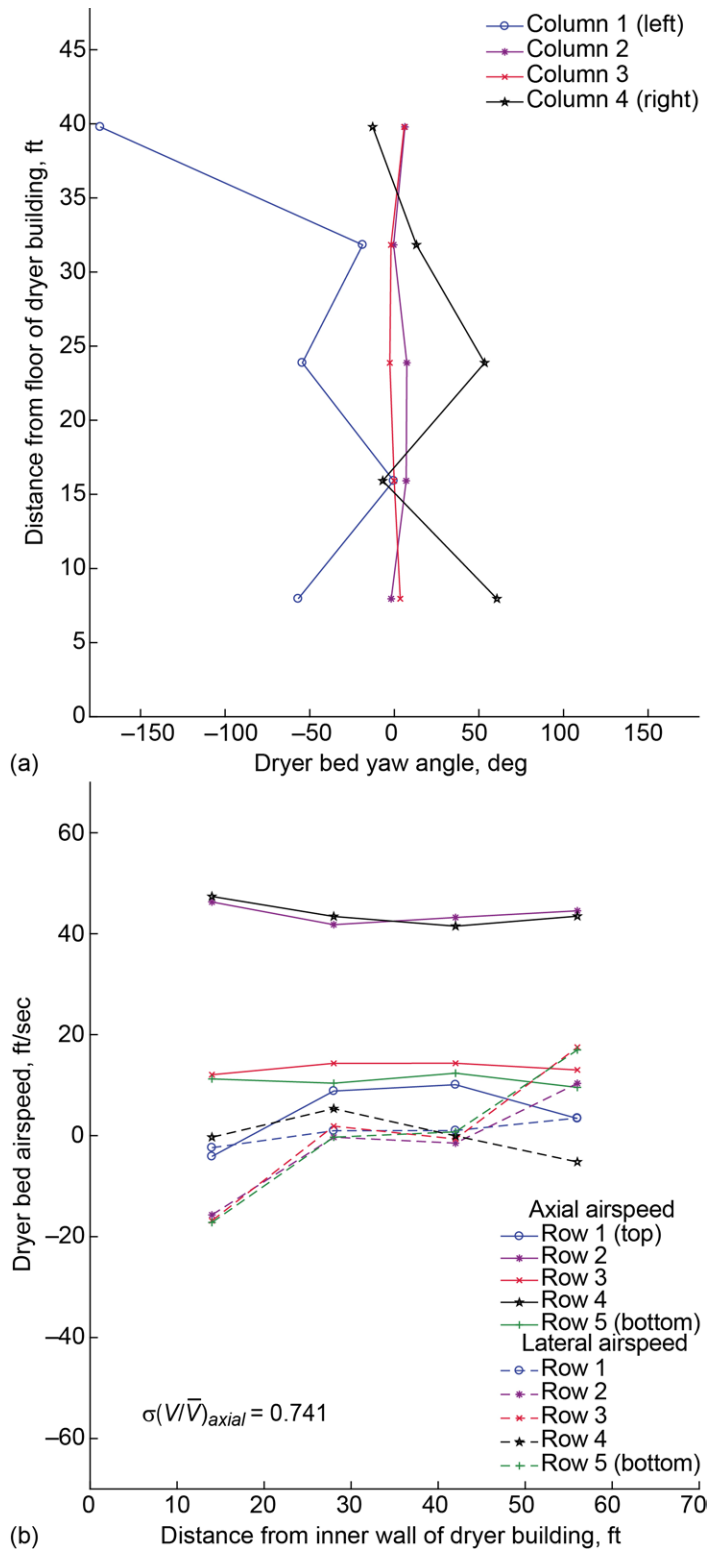 Column 1 (left)
Column 2
Column 3
Column 4 (right)
45
40
35
30
25
20
15
10
5
0
Distance from floor of dryer building, ft
–150
–100
–50
0
50
100
150
Dryer bed yaw angle, deg
(a)
60
40
20
0
–20
–40
–60
Dryer bed airspeed, ft/sec
Axial airspeed
Row 1 (top)
Row 2
Row 3
Row 4
Row 5 (bottom)
Lateral airspeed
Row 1
Row 2
Row 3
Row 4
Row 5 (bottom)
σ(V/V̅)axial = 0.741
0
10
20
30
40
50
60
70
Distance from inner wall of dryer building, ft
(b)